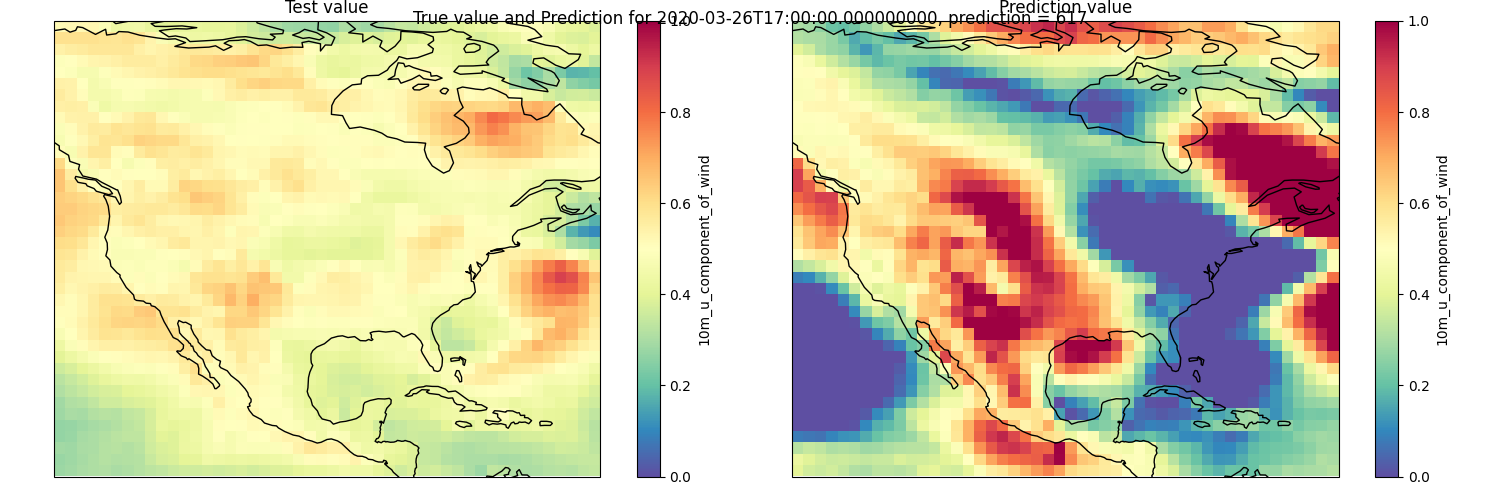 True value and Prediction for 2020-03-26T17:00:00.000000000, prediction = 617
Test value
Prediction value
1.0
0.8
0.6
0.4
0.2
0.0
10m_u_component_of_wind
1.0
0.8
0.6
0.4
0.2
0.0
10m_u_component_of_wind